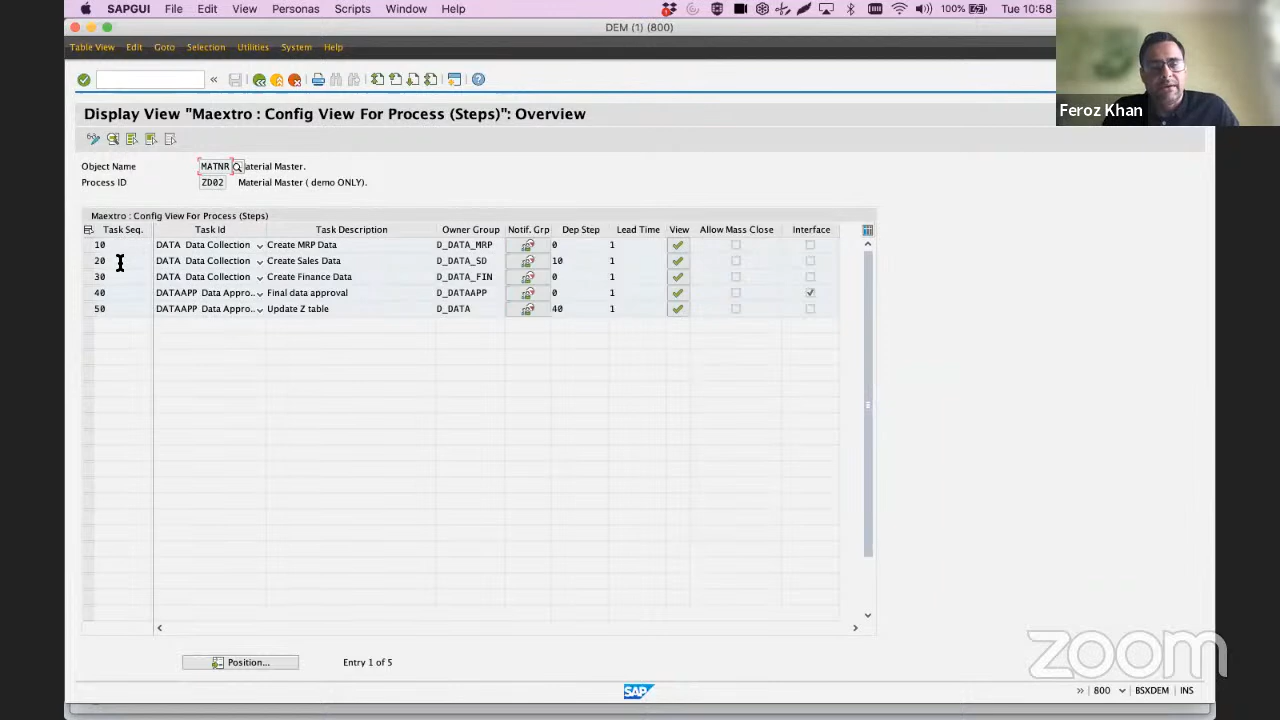 SAPGUI File Edit View Personas Scripts Window Help 100% Tue 10:58
DEM (1) (800)
Table View Edit Goto Selection Utilities System Help
Display View "Maextro : Config View For Process (Steps)": Overview
Feroz Khan
Object Name MATNR aterial Master.
Process ID ZD02 Material Master ( demo ONLY).
Maextro : Config View For Process (Steps)
Task Seq. Task Id Task Description Owner Group Notif. Grp Dep Step Lead Time View Allow Mass Close Interface
10 DATA Data Collection Create MRP Data D_DATA_MRP 0 1
20 DATA Data Collection Create Sales Data D_DATA_SD 10 1
30 DATA Data Collection Create Finance Data D_DATA_FIN 0 1
40 DATAAPP Data Appro.. Final data approval D_DATAAPP 0 1
50 DATAAPP Data Appro.. Update Z table D_DATA 40 1
Position... Entry 1 of 5
zoom
SAP 800 BSXDEM INS